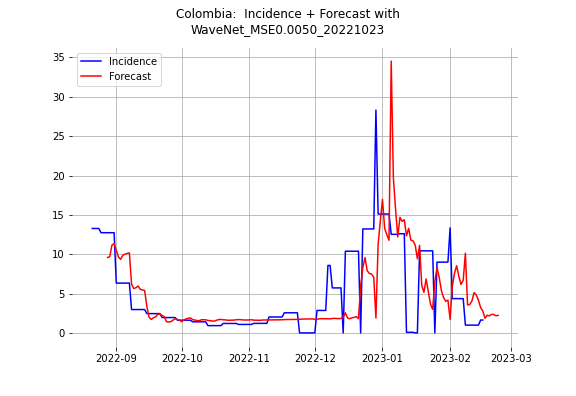 Colombia:  Incidence + Forecast with
WaveNet_MSE0.0050_20221023
Incidence
Forecast
35
30
25
20
15
10
5
0
2022-09 2022-10 2022-11 2022-12 2023-01 2023-02 2023-03